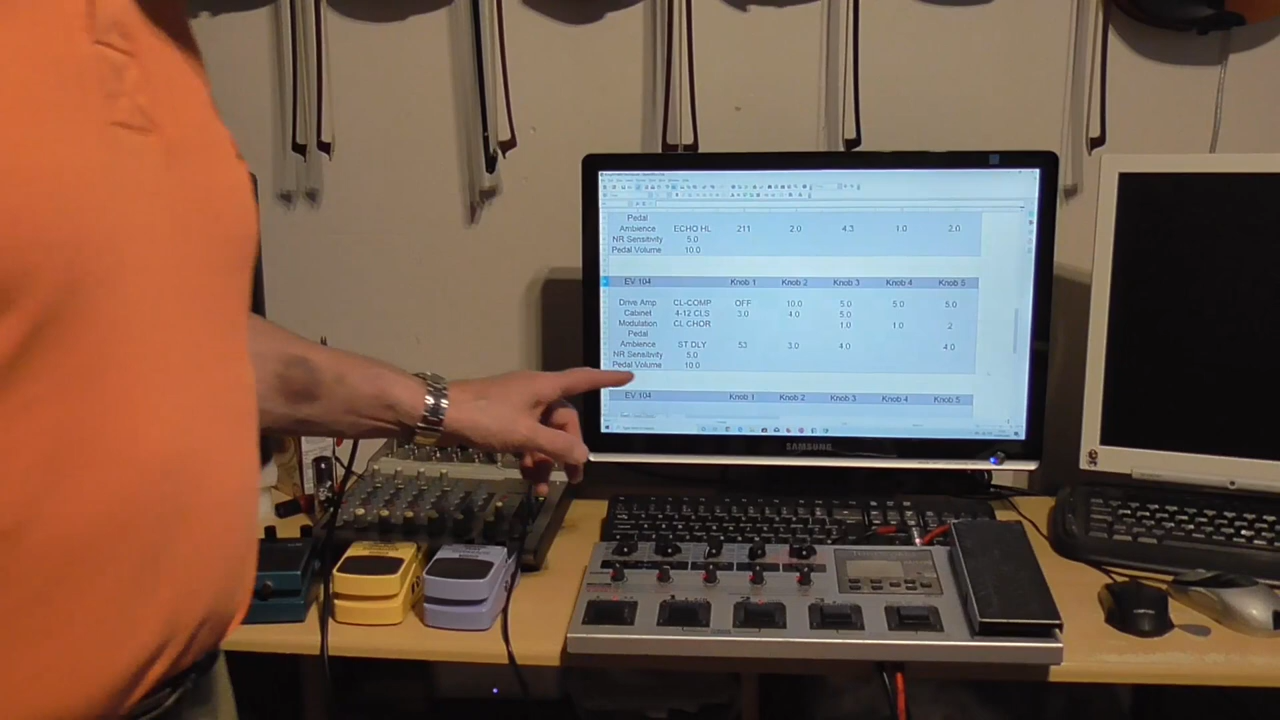 Pedal
Ambience ECHO HL 211 2.0 4.3 1.0 2.0
NR Sensitivity 5.0
Pedal Volume 10.0
EV 104 Knob 1 Knob 2 Knob 3 Knob 4 Knob 5
Drive Amp CL-COMP OFF 10.0 5.0 5.0 5.0
Cabinet 4-12 CLS 3.0 4.0 5.0
Modulation CL CHOR 1.0 1.0 2
Pedal
Ambience ST DLY 53 3.0 4.0 4.0
NR Sensitivity 5.0
Pedal Volume 10.0
EV 104 Knob 1 Knob 2 Knob 3 Knob 4 Knob 5
SAMSUNG